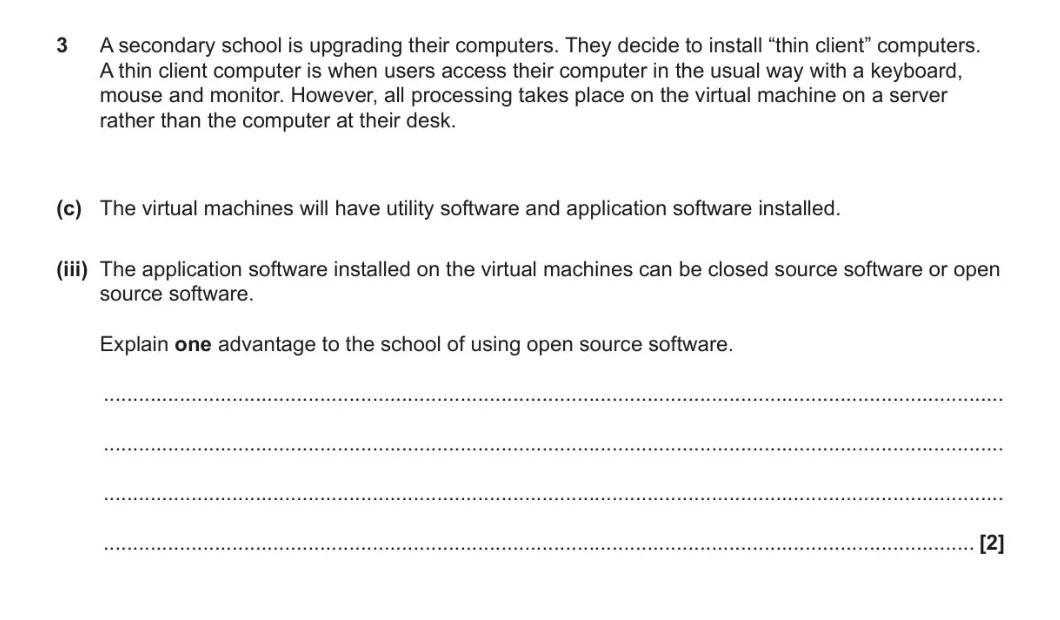 3 A secondary school is upgrading their computers. They decide to install “thin client” computers.
A thin client computer is when users access their computer in the usual way with a keyboard,
mouse and monitor. However, all processing takes place on the virtual machine on a server
rather than the computer at their desk.
(c) The virtual machines will have utility software and application software installed.
(iii) The application software installed on the virtual machines can be closed source software or open
source software.
Explain one advantage to the school of using open source software.
[2]